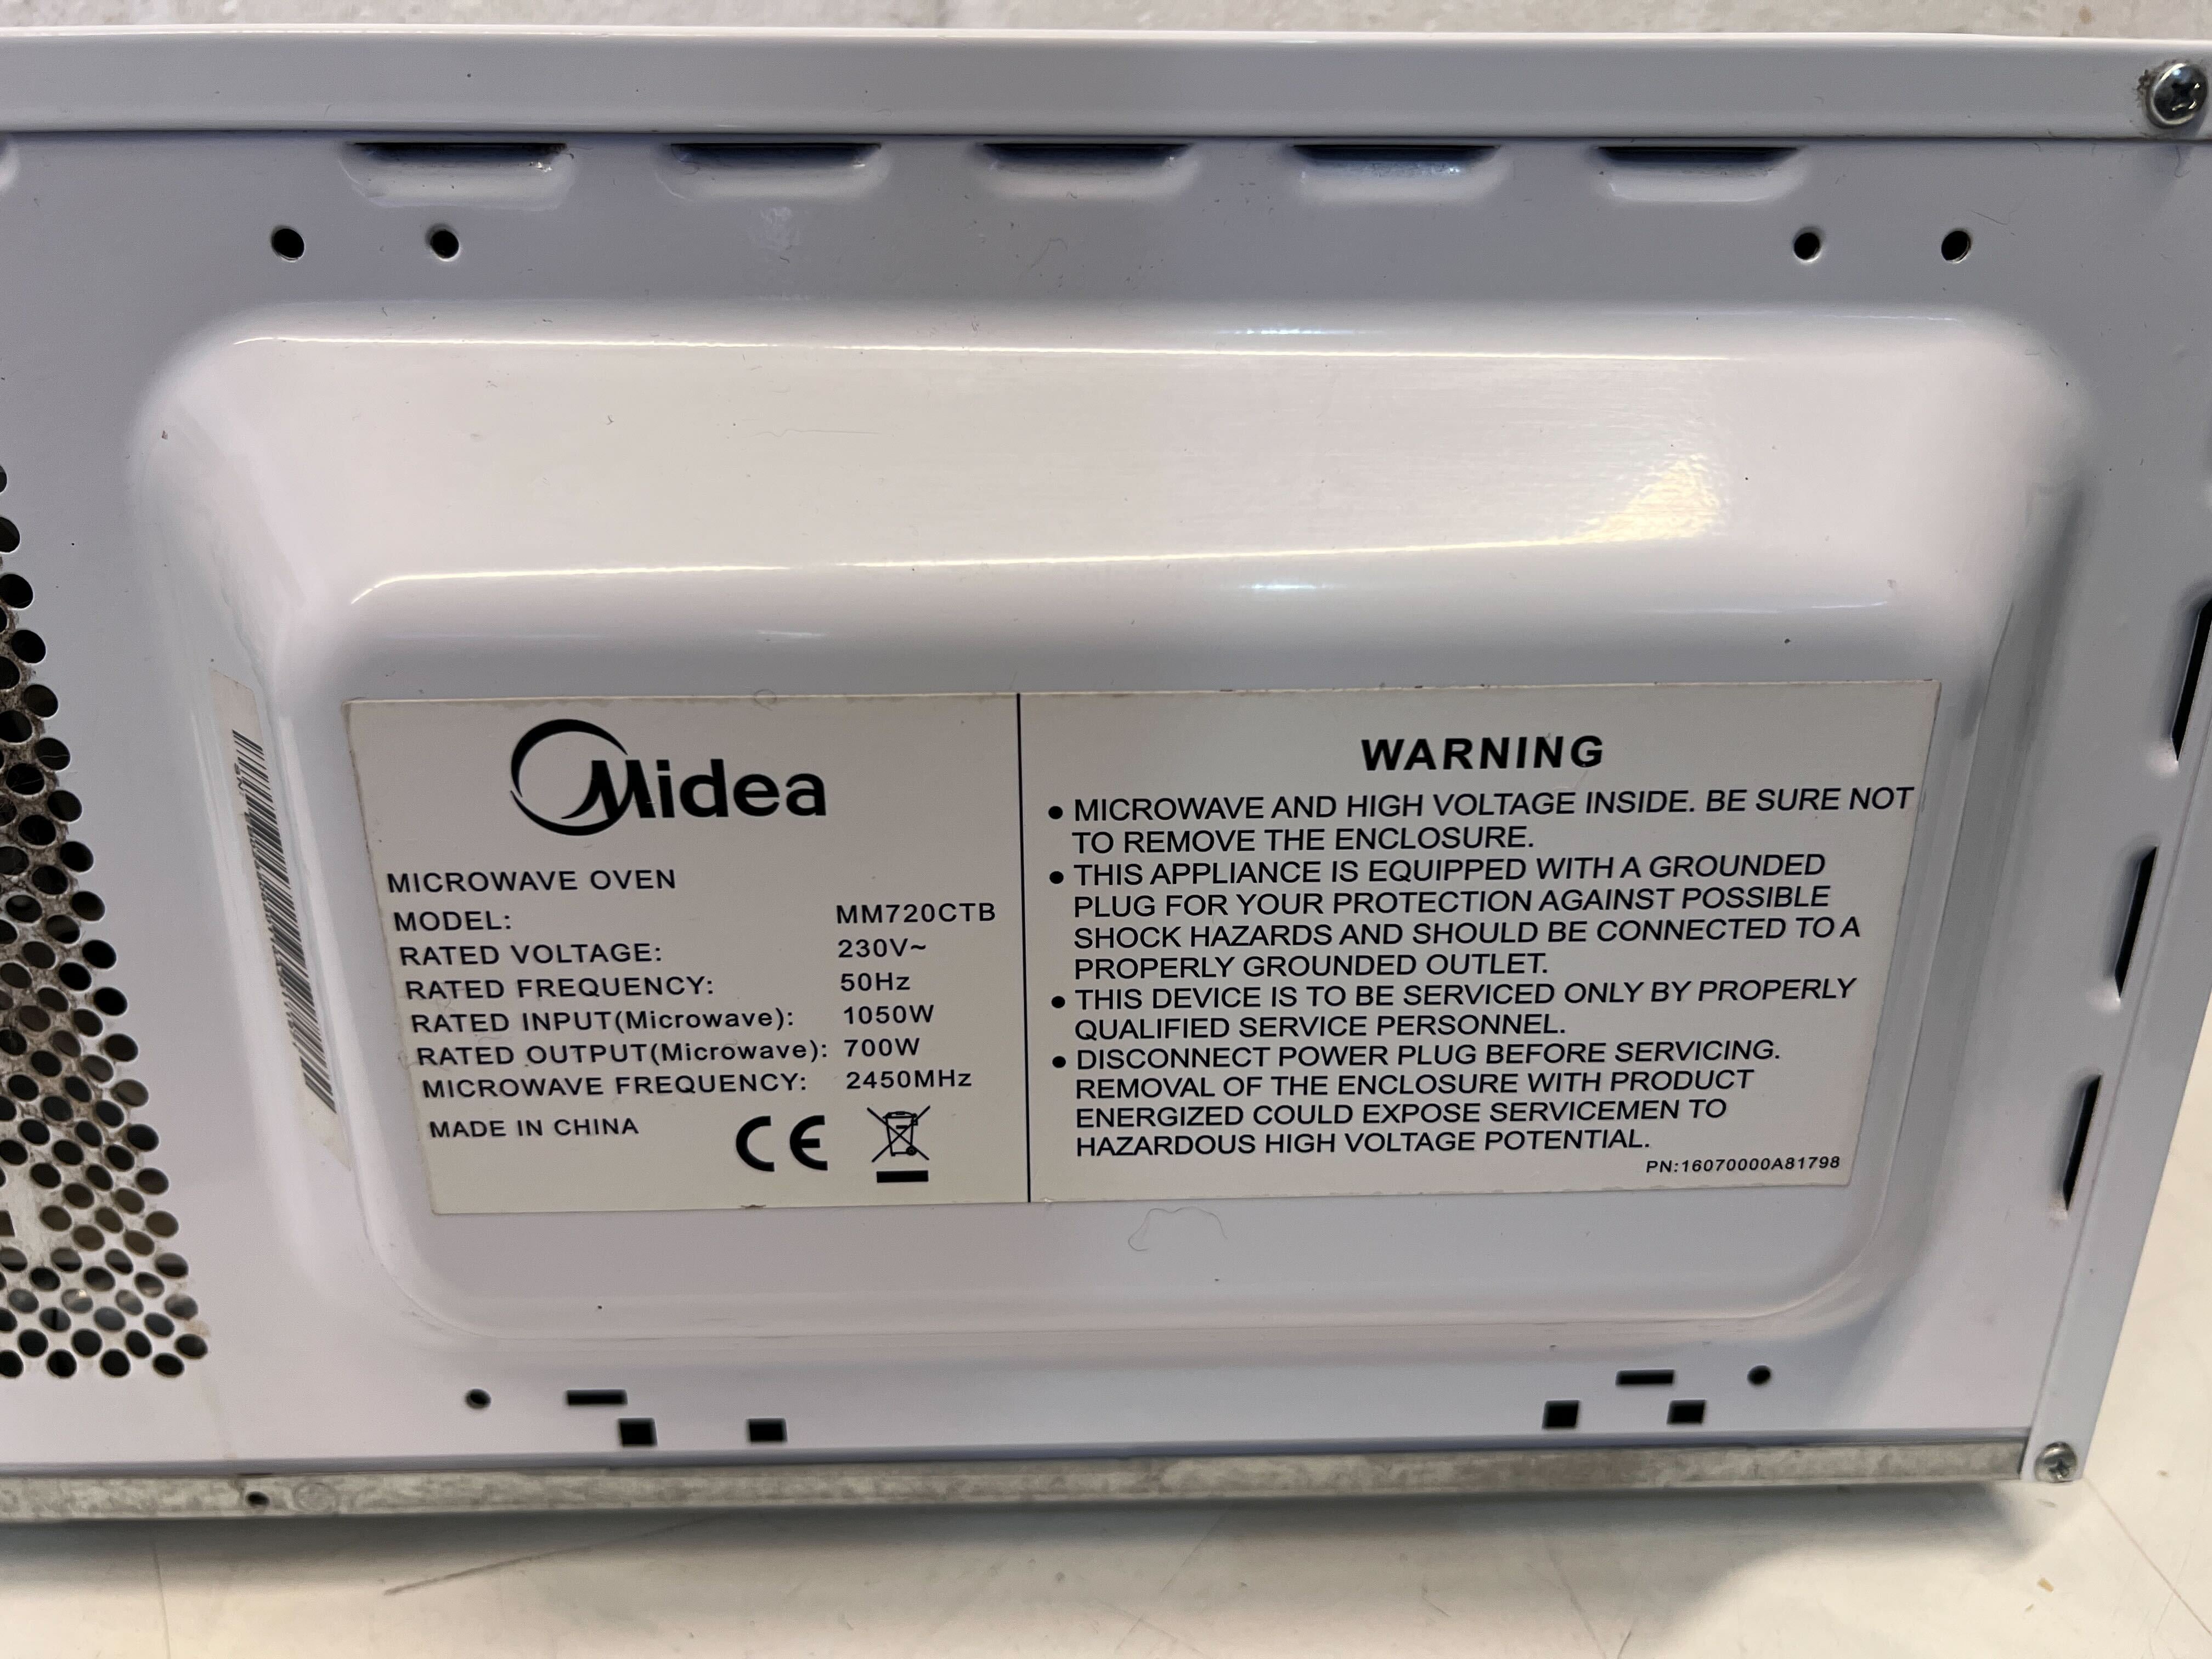 Midea
MICROWAVE OVEN
MODEL: MM720CTB
RATED VOLTAGE: 230V~
RATED FREQUENCY: 50Hz
RATED INPUT(Microwave): 1050W
RATED OUTPUT(Microwave): 700W
MICROWAVE FREQUENCY: 2450MHz
MADE IN CHINA
CE
WARNING
● MICROWAVE AND HIGH VOLTAGE INSIDE. BE SURE NOT
TO REMOVE THE ENCLOSURE.
● THIS APPLIANCE IS EQUIPPED WITH A GROUNDED
PLUG FOR YOUR PROTECTION AGAINST POSSIBLE
SHOCK HAZARDS AND SHOULD BE CONNECTED TO A
PROPERLY GROUNDED OUTLET.
● THIS DEVICE IS TO BE SERVICED ONLY BY PROPERLY
QUALIFIED SERVICE PERSONNEL.
● DISCONNECT POWER PLUG BEFORE SERVICING.
REMOVAL OF THE ENCLOSURE WITH PRODUCT
ENERGIZED COULD EXPOSE SERVICEMEN TO
HAZARDOUS HIGH VOLTAGE POTENTIAL.
PN:16070000A81798